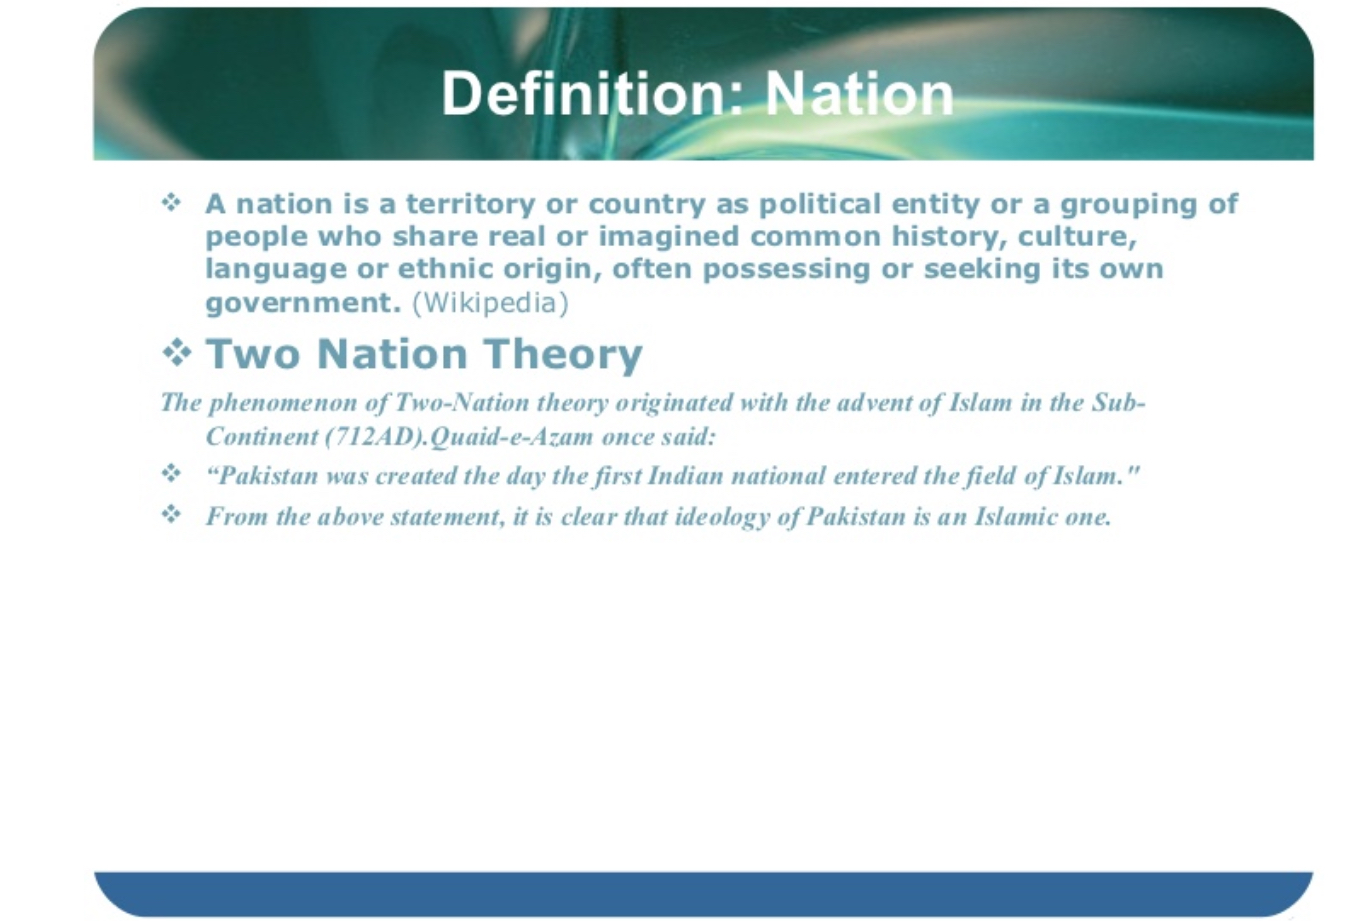 Definition: Nation
❖ A nation is a territory or country as political entity or a grouping of
people who share real or imagined common history, culture,
language or ethnic origin, often possessing or seeking its own
government. (Wikipedia)
❖ Two Nation Theory
The phenomenon of Two-Nation theory originated with the advent of Islam in the Sub-
Continent (712AD).Quaid-e-Azam once said:
❖ “Pakistan was created the day the first Indian national entered the field of Islam."
❖ From the above statement, it is clear that ideology of Pakistan is an Islamic one.